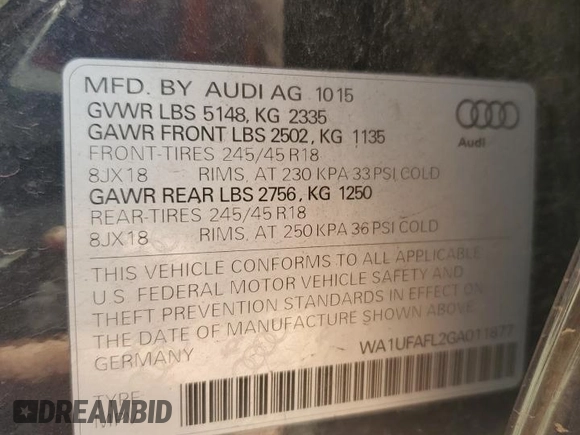 MFD. BY AUDI AG 10 15
GVWR LBS 5148, KG 2335
GAWR FRONT LBS 2502, KG 1135
FRONT-TIRES 245/45 R18
8JX18 RIMS, AT 230 KPA 33 PSI COLD
GAWR REAR LBS 2756, KG 1250
REAR-TIRES 245/45 R18
8JX18 RIMS, AT 250 KPA 36 PSI COLD
Audi
THIS VEHICLE CONFORMS TO ALL APPLICABLE
U.S. FEDERAL MOTOR VEHICLE SAFETY AND
THEFT PREVENTION STANDARDS IN EFFECT ON
THE DATE OF MANUFACTURE SHOWN ABOVE.
GERMANY
WA1UFAFL2GA011877
TYPE
DREAMBID